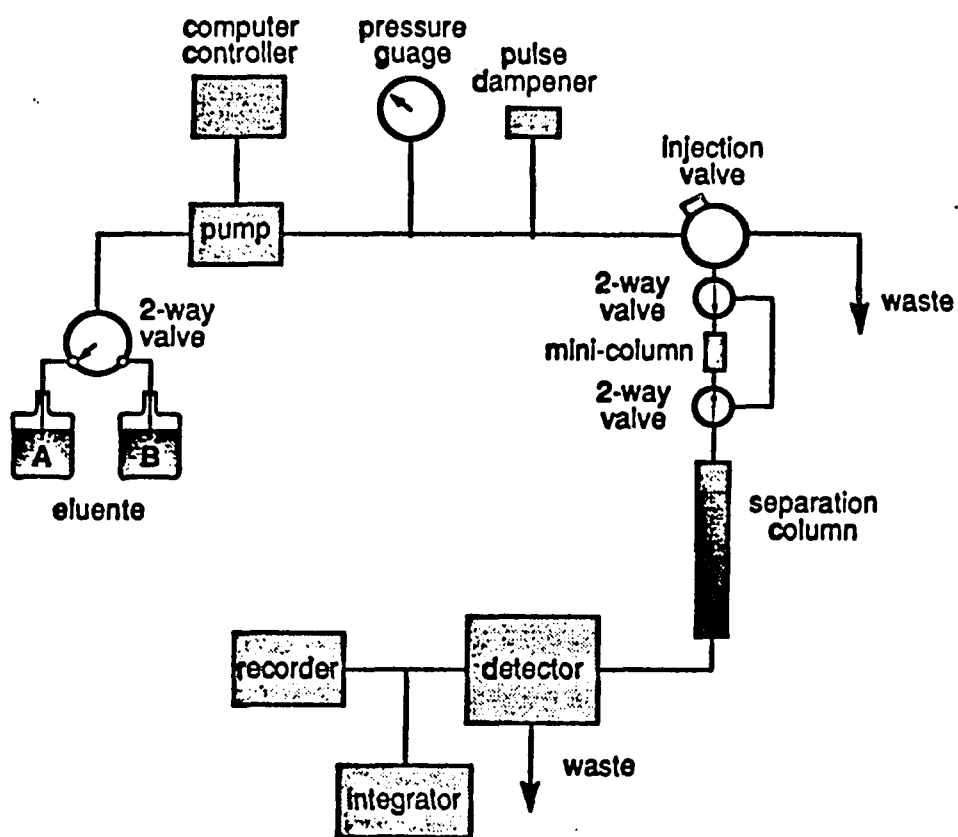 computer
controller
pressure
guage
pulse
dampener
injection
valve
pump
2-way
valve
waste
2-way
valve
mini-column
2-way
valve
A
B
eluente
separation
column
recorder
detector
waste
integrator